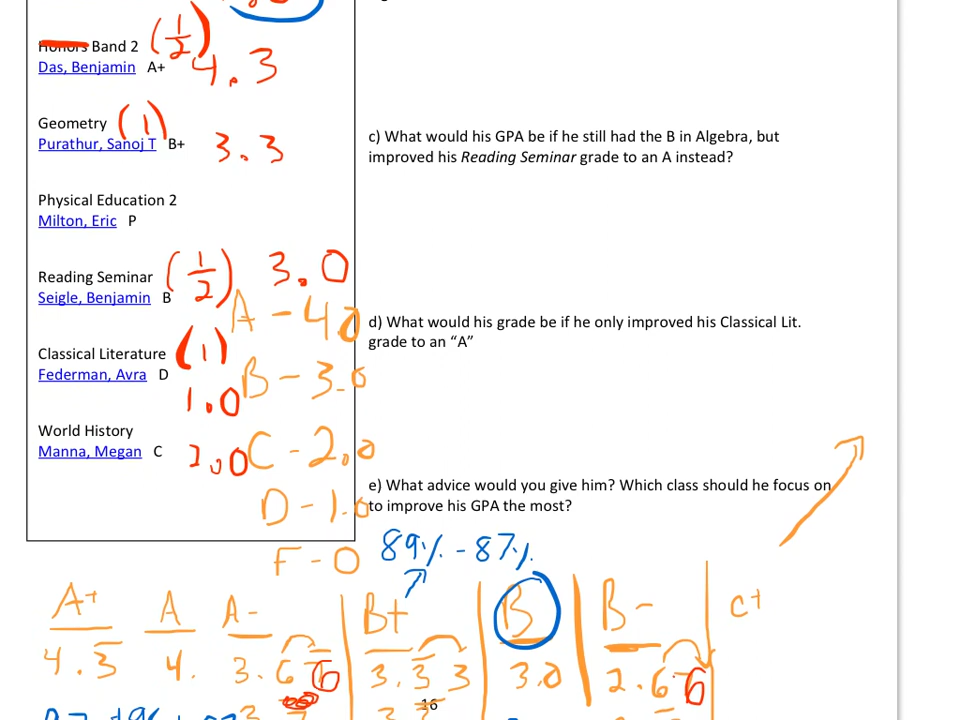 Honors Band 2 (1/2)
Das, Benjamin A+ 4.3
Geometry (1)
Purathur, Sanoj T B+ 3.3
Physical Education 2
Milton, Eric P
Reading Seminar (1/2) 3.0
Seigle, Benjamin B
A - 4.0
Classical Literature (1)
Federman, Avra D
1.0
B - 3.0
World History
Manna, Megan C 2.0
C - 2.0
D - 1.0
F - 0
c) What would his GPA be if he still had the B in Algebra, but
improved his Reading Seminar grade to an A instead?
d) What would his grade be if he only improved his Classical Lit.
grade to an “A”
e) What advice would you give him? Which class should he focus on
to improve his GPA the most?
89% - 87%
A+ A A- B+ B B- C+
4.3 4. 3.66 3.33 3.0 2.66
16